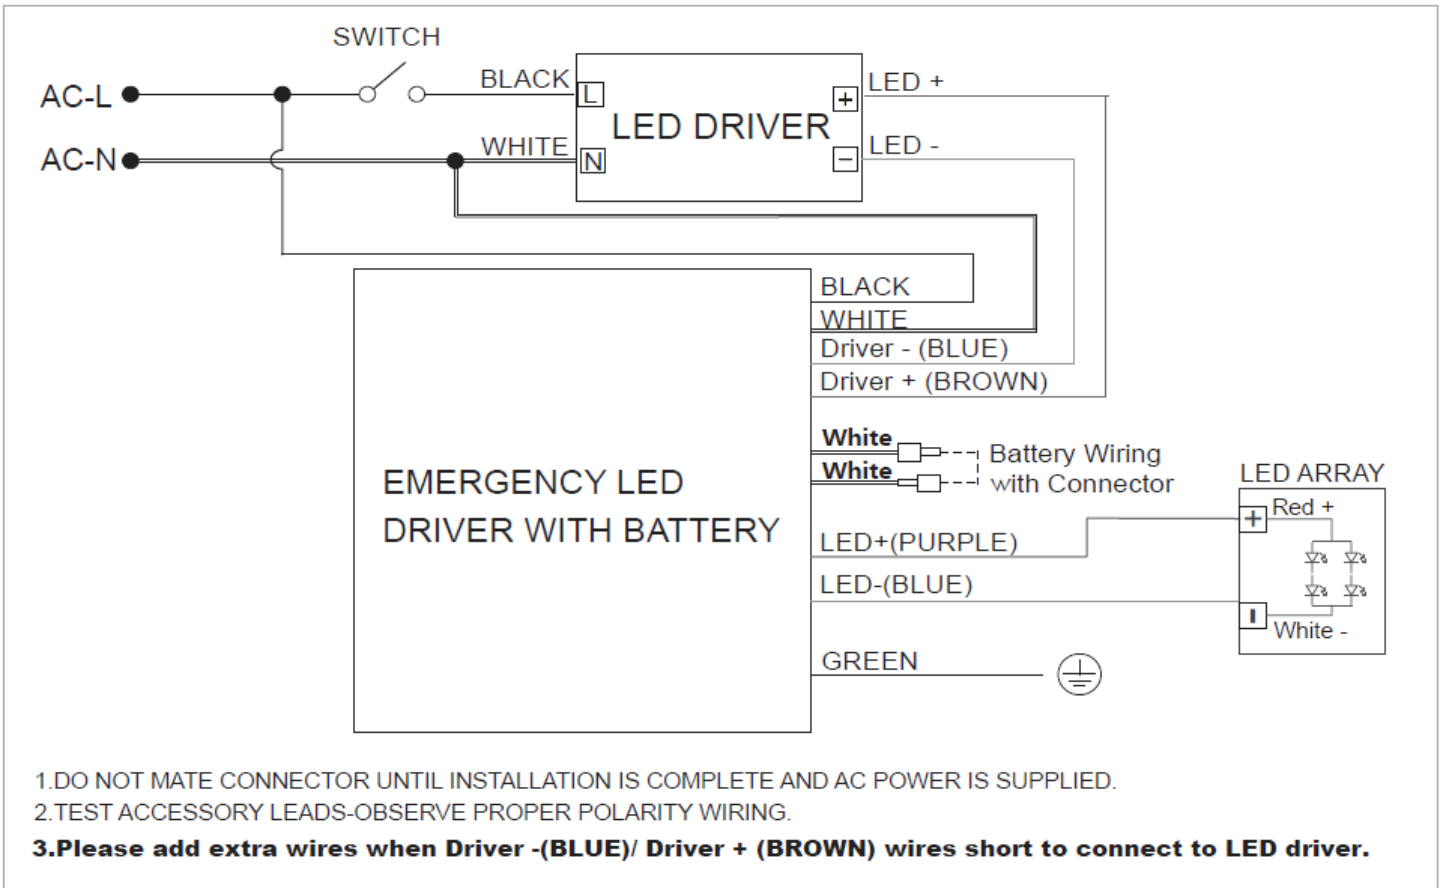 SWITCH
AC-L
BLACK
L
LED DRIVER
+
LED +
AC-N
WHITE
N
−
LED -
BLACK
WHITE
Driver - (BLUE)
Driver + (BROWN)
White
White
Battery Wiring
with Connector
EMERGENCY LED
DRIVER WITH BATTERY
LED ARRAY
+
Red +
LED+(PURPLE)
LED-(BLUE)
White -
GREEN
1.DO NOT MATE CONNECTOR UNTIL INSTALLATION IS COMPLETE AND AC POWER IS SUPPLIED.
2.TEST ACCESSORY LEADS-OBSERVE PROPER POLARITY WIRING.
3.Please add extra wires when Driver -(BLUE)/ Driver + (BROWN) wires short to connect to LED driver.